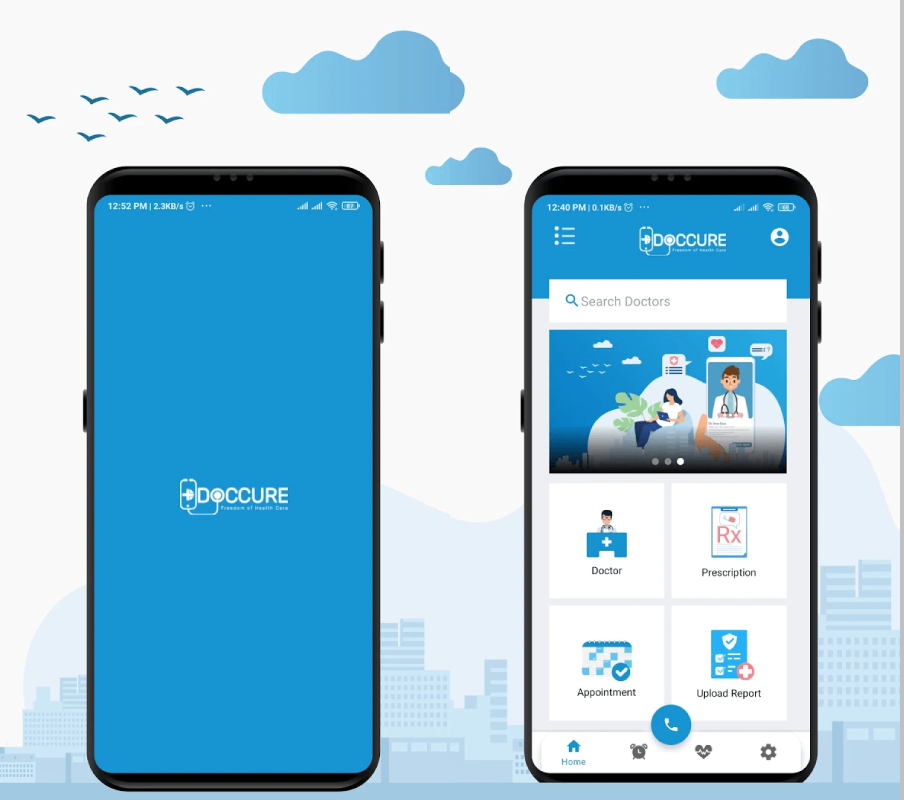 12:52 PM | 2.3KB/s
DOCCURE
Freedom of Health Care
12:40 PM | 0.1KB/s
DOCCURE
Freedom of Health Care
Search Doctors
Doctor
Prescription
Rx
Appointment
Upload Report
Home